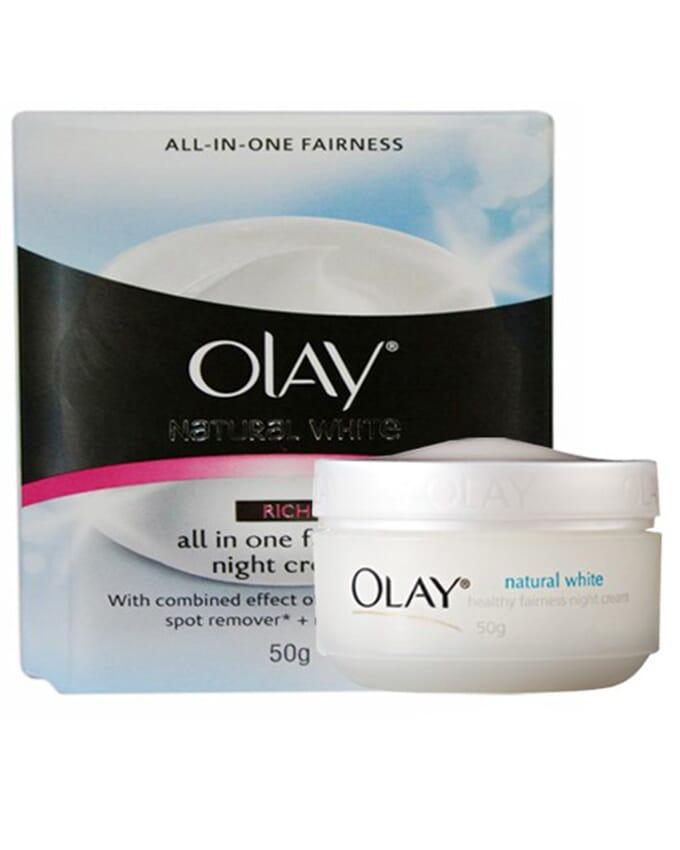 ALL-IN-ONE FAIRNESS
OLAY®
NATURAL WHITE
RICH
all in one f
night cre
With combined effect o
spot remover* +
50g
OLAY
OLAY® natural white
healthy fairness night cream
50g